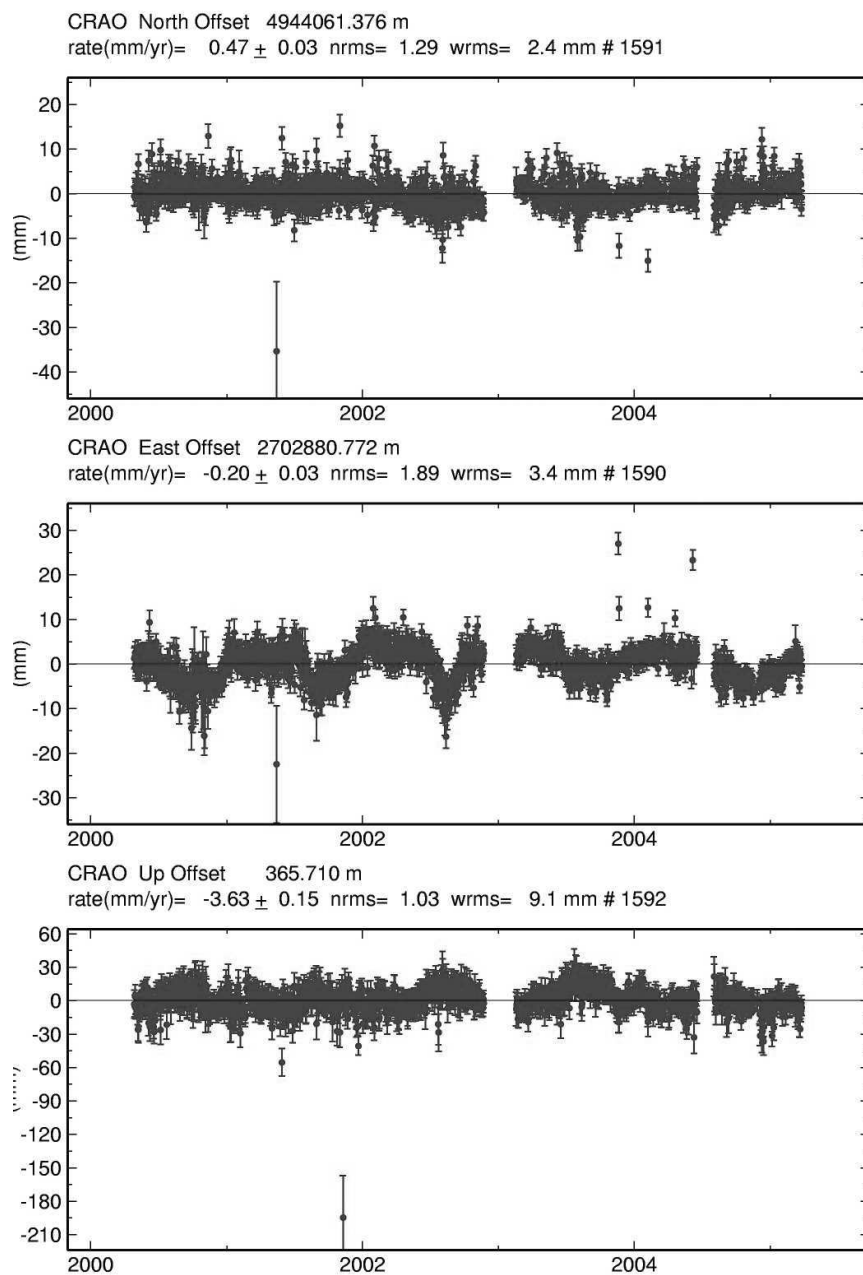 CRAO North Offset 4944061.376 m
rate(mm/yr)= 0.47 ± 0.03 nrms= 1.29 wrms= 2.4 mm # 1591
20
10
0
-10
-20
-30
-40
(mm)
2000 2002 2004
CRAO East Offset 2702880.772 m
rate(mm/yr)= -0.20 ± 0.03 nrms= 1.89 wrms= 3.4 mm # 1590
30
20
10
0
-10
-20
-30
(mm)
2000 2002 2004
CRAO Up Offset 365.710 m
rate(mm/yr)= -3.63 ± 0.15 nrms= 1.03 wrms= 9.1 mm # 1592
60
30
0
-30
-60
-90
-120
-150
-180
-210
2000 2002 2004